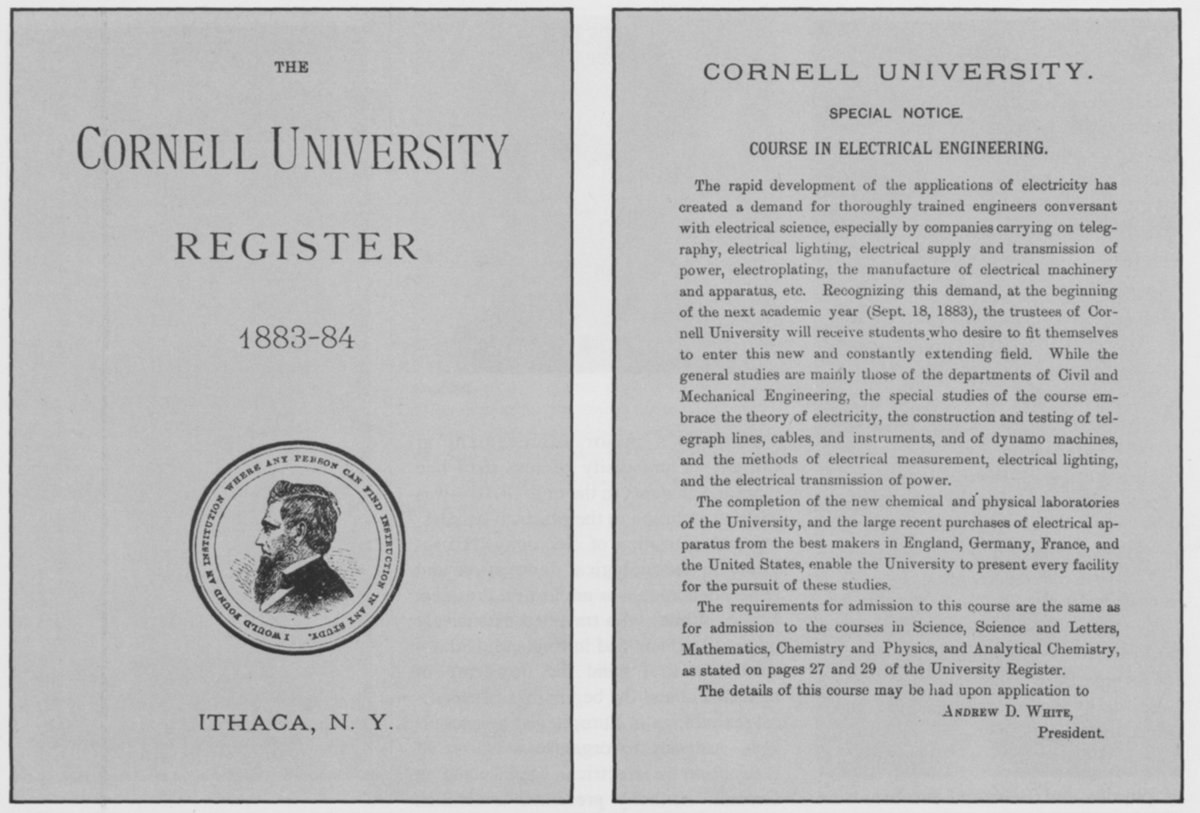 THE
CORNELL UNIVERSITY
REGISTER
1883-84
I WOULD FOUND AN INSTITUTION WHERE ANY PERSON CAN FIND INSTRUCTION IN ANY STUDY.
ITHACA, N. Y.
CORNELL UNIVERSITY.
SPECIAL NOTICE.
COURSE IN ELECTRICAL ENGINEERING.
The rapid development of the applications of electricity has
created a demand for thoroughly trained engineers conversant
with electrical science, especially by companies carrying on teleg-
raphy, electrical lighting, electrical supply and transmission of
power, electroplating, the manufacture of electrical machinery
and apparatus, etc. Recognizing this demand, at the beginning
of the next academic year (Sept. 18, 1883), the trustees of Cor-
nell University will receive students who desire to fit themselves
to enter this new and constantly extending field. While the
general studies are mainly those of the departments of Civil and
Mechanical Engineering, the special studies of the course em-
brace the theory of electricity, the construction and testing of tel-
egraph lines, cables, and instruments, and of dynamo machines,
and the methods of electrical measurement, electrical lighting,
and the electrical transmission of power.
The completion of the new chemical and physical laboratories
of the University, and the large recent purchases of electrical ap-
paratus from the best makers in England, Germany, France, and
the United States, enable the University to present every facility
for the pursuit of these studies.
The requirements for admission to this course are the same as
for admission to the courses in Science, Science and Letters,
Mathematics, Chemistry and Physics, and Analytical Chemistry,
as stated on pages 27 and 29 of the University Register.
The details of this course may be had upon application to
ANDREW D. WHITE,
President.